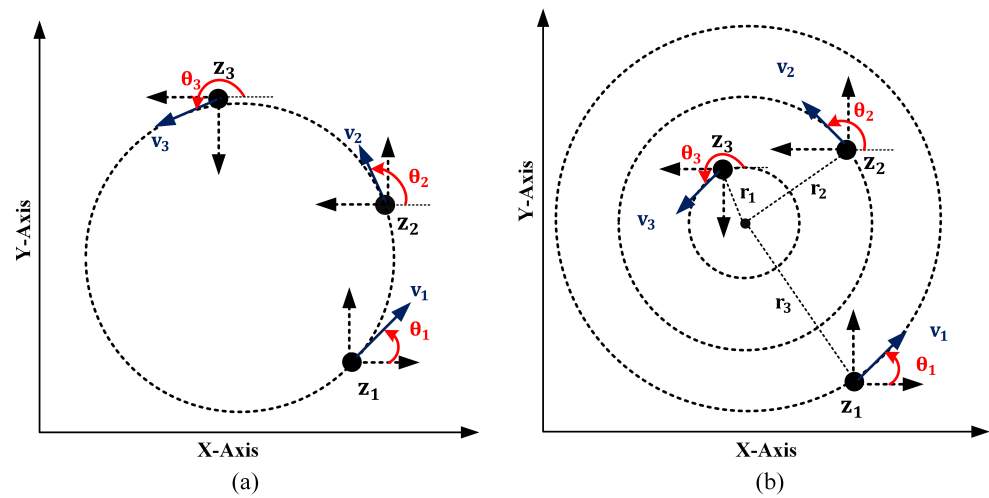 Y-Axis
θ₃
z₃
v₃
v₂
θ₂
z₂
v₁
θ₁
z₁
X-Axis
(a)
Y-Axis
v₂
θ₂
z₂
z₃
θ₃
v₃
r₁
r₂
r₃
v₁
θ₁
z₁
X-Axis
(b)